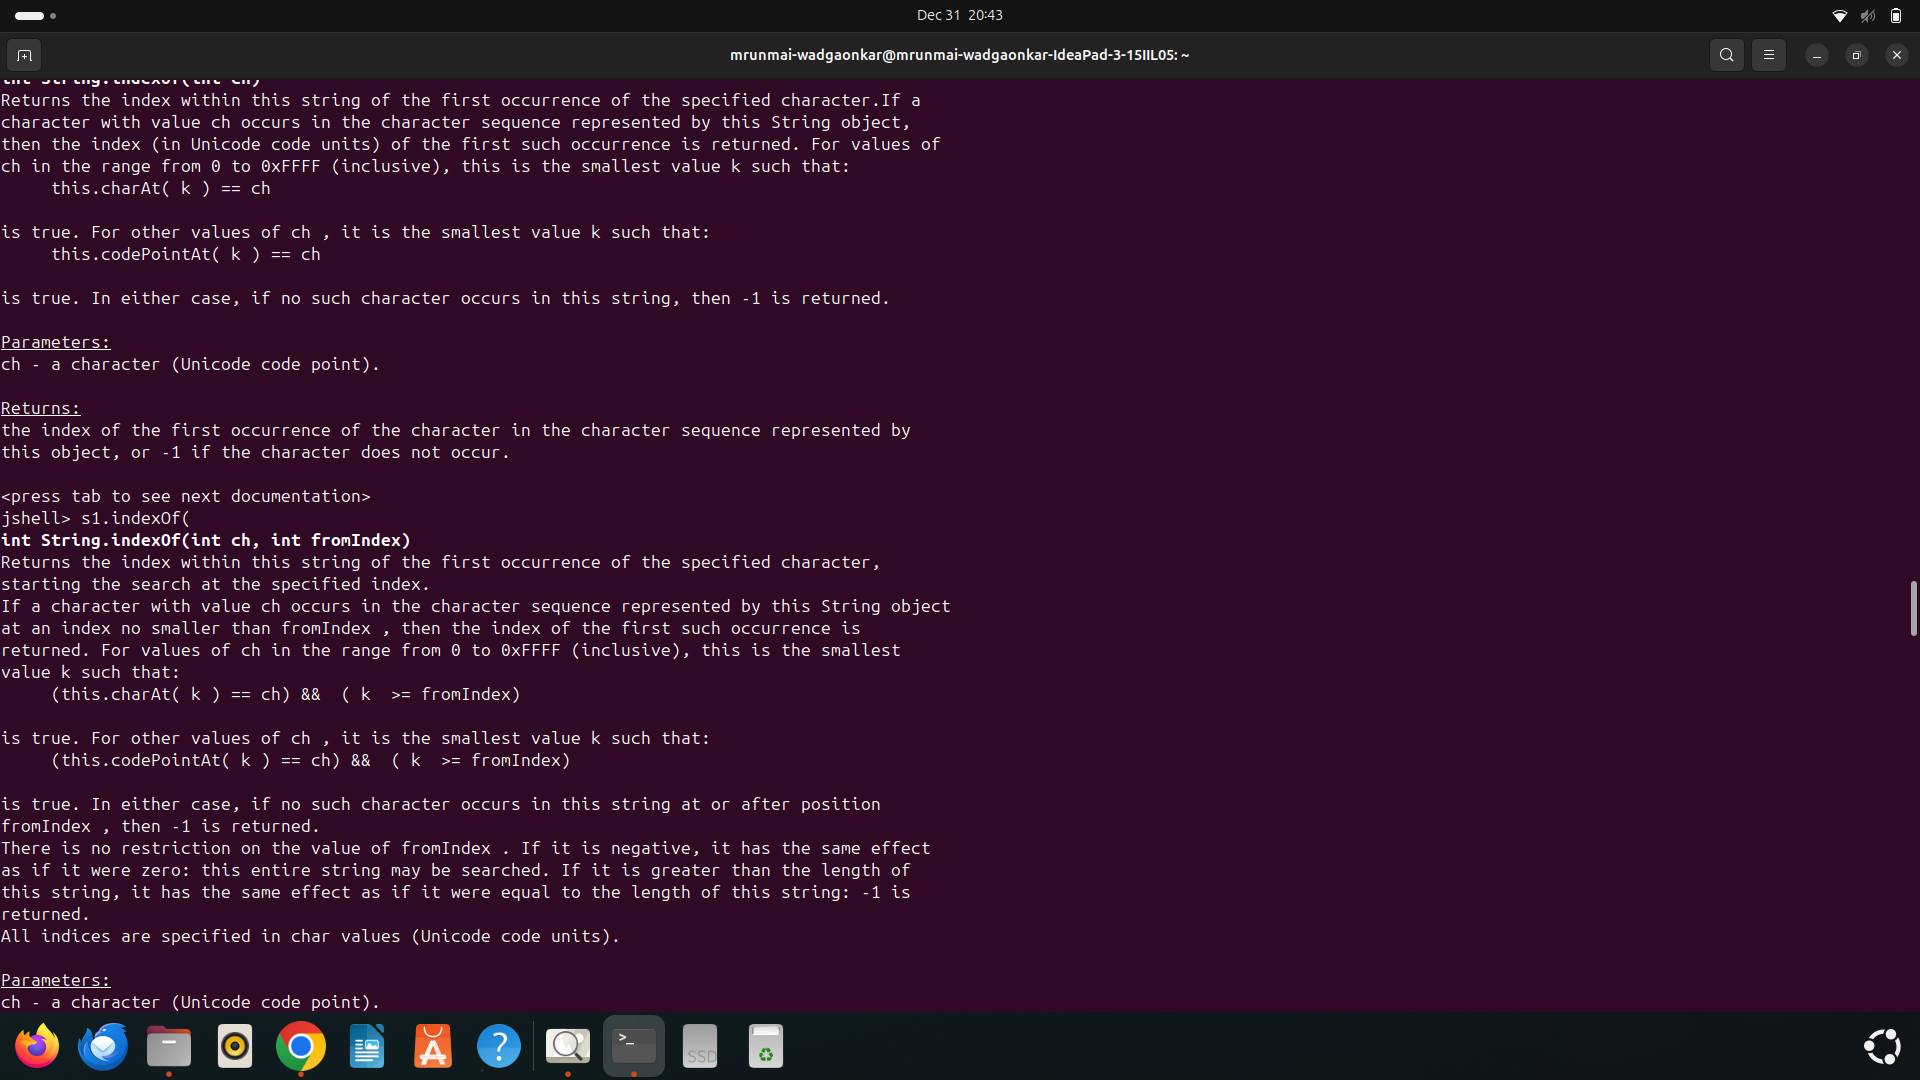 Dec 31 20:43
mrunmai-wadgaonkar@mrunmai-wadgaonkar-IdeaPad-3-15IIL05: ~
int String.indexOf(int ch)
Returns the index within this string of the first occurrence of the specified character.If a
character with value ch occurs in the character sequence represented by this String object,
then the index (in Unicode code units) of the first such occurrence is returned. For values of
ch in the range from 0 to 0xFFFF (inclusive), this is the smallest value k such that:
this.charAt( k ) == ch
is true. For other values of ch , it is the smallest value k such that:
this.codePointAt( k ) == ch
is true. In either case, if no such character occurs in this string, then -1 is returned.
Parameters:
ch - a character (Unicode code point).
Returns:
the index of the first occurrence of the character in the character sequence represented by
this object, or -1 if the character does not occur.
<press tab to see next documentation>
jshell> s1.indexOf(
int String.indexOf(int ch, int fromIndex)
Returns the index within this string of the first occurrence of the specified character,
starting the search at the specified index.
If a character with value ch occurs in the character sequence represented by this String object
at an index no smaller than fromIndex , then the index of the first such occurrence is
returned. For values of ch in the range from 0 to 0xFFFF (inclusive), this is the smallest
value k such that:
(this.charAt( k ) == ch) &&  ( k  >= fromIndex)
is true. For other values of ch , it is the smallest value k such that:
(this.codePointAt( k ) == ch) &&  ( k  >= fromIndex)
is true. In either case, if no such character occurs in this string at or after position
fromIndex , then -1 is returned.
There is no restriction on the value of fromIndex . If it is negative, it has the same effect
as if it were zero: this entire string may be searched. If it is greater than the length of
this string, it has the same effect as if it were equal to the length of this string: -1 is
returned.
All indices are specified in char values (Unicode code units).
Parameters:
ch - a character (Unicode code point).
>_
SSD